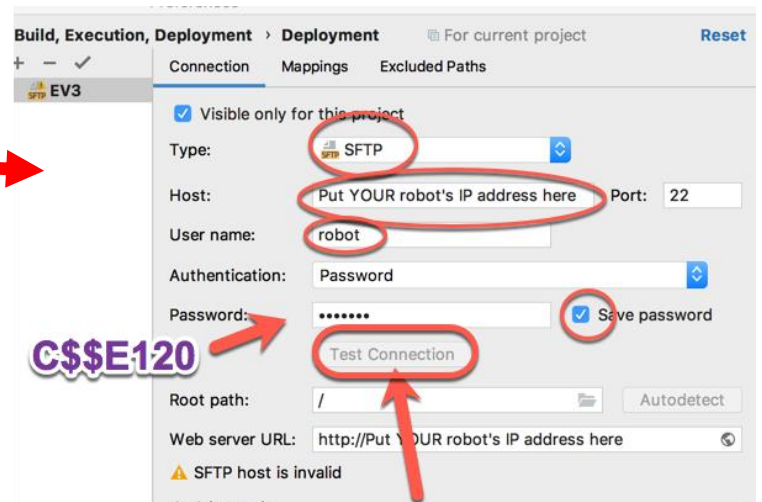 Build, Execution, Deployment › Deployment For current project Reset
+ − ✓ Connection Mappings Excluded Paths
SFTP EV3
Visible only for this project
Type: SFTP SFTP
Host: Put YOUR robot's IP address here Port: 22
User name: robot
Authentication: Password
Password: ••••••• Save password
C$$E120
Test Connection
Root path: / Autodetect
Web server URL: http://Put YOUR robot's IP address here
SFTP host is invalid